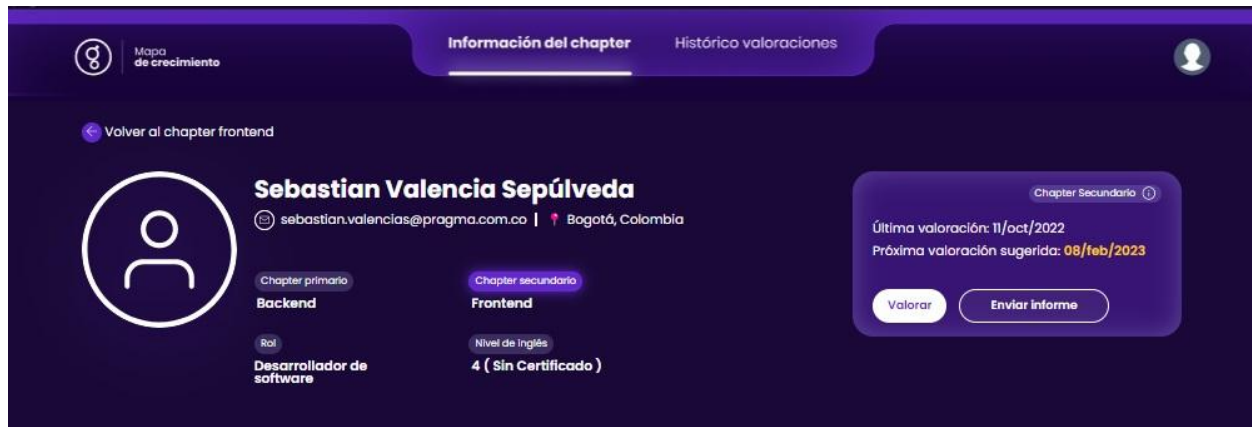 Información del chapter
Histórico valoraciones
Mapa
de crecimiento
Volver al chapter frontend
Sebastian Valencia Sepúlveda
sebastian.valencias@pragma.com.co | Bogotá, Colombia
Chapter primario
Backend
Chapter secundario
Frontend
Rol
Desarrollador de
software
Nivel de Inglés
4 ( Sin Certificado )
Chapter Secundario
Última valoración: 11/oct/2022
Próxima valoración sugerida: 08/feb/2023
Valorar
Enviar informe